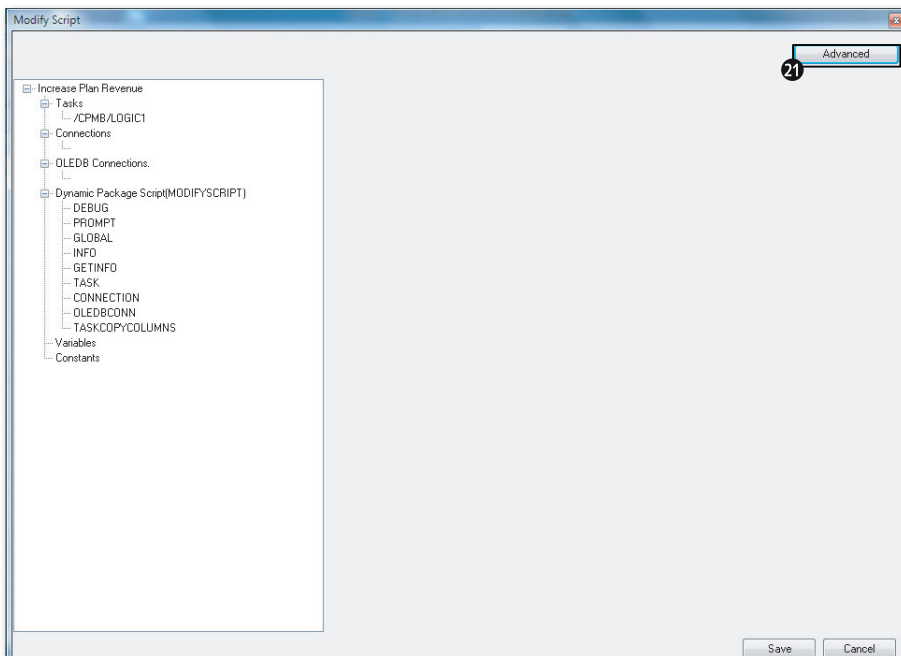 Modify Script
Advanced
21
Increase Plan Revenue
Tasks
/CPMB/LOGIC1
Connections
OLEDB Connections.
Dynamic Package Script(MODIFYSCRIPT)
DEBUG
PROMPT
GLOBAL
INFO
GETINFO
TASK
CONNECTION
OLEDBCONN
TASKCOPYCOLUMNS
Variables
Constants
Save Cancel